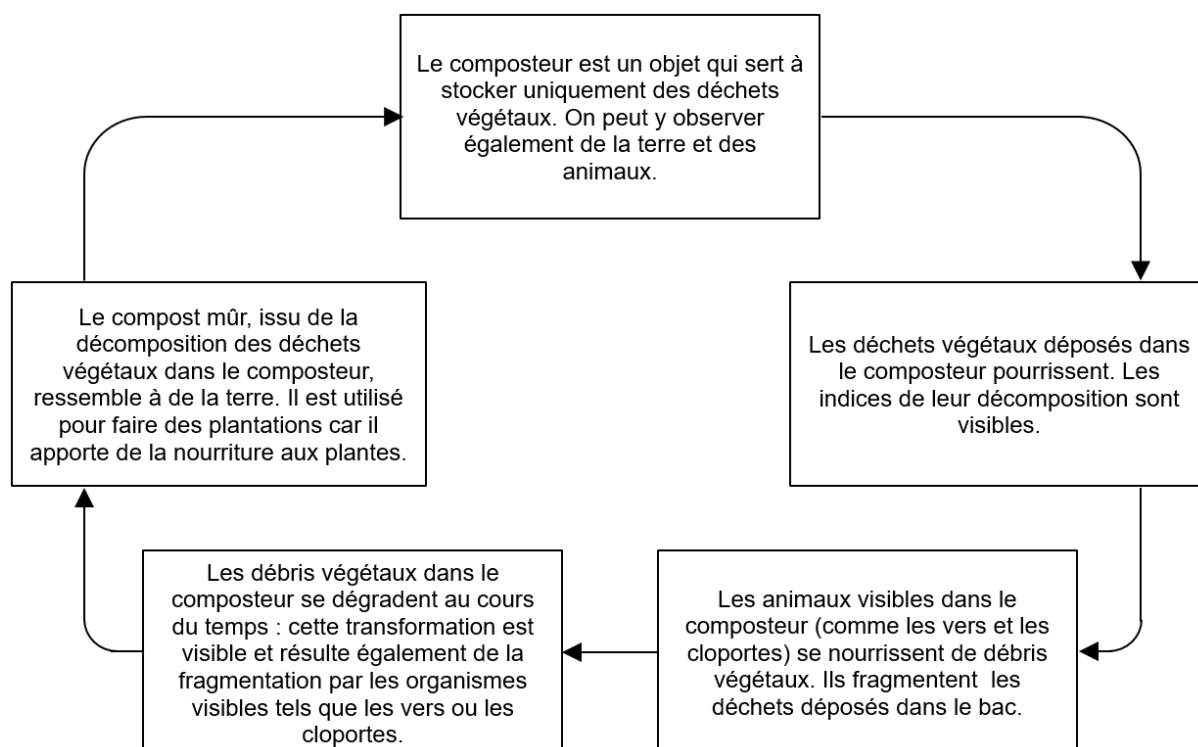 Le composteur est un objet qui sert à
stocker uniquement des déchets
végétaux. On peut y observer
également de la terre et des
animaux.
Les déchets végétaux déposés dans
le composteur pourrissent. Les
indices de leur décomposition sont
visibles.
Les animaux visibles dans le
composteur (comme les vers et les
cloportes) se nourrissent de débris
végétaux. Ils fragmentent les
déchets déposés dans le bac.
Les débris végétaux dans le
composteur se dégradent au cours
du temps : cette transformation est
visible et résulte également de la
fragmentation par les organismes
visibles tels que les vers ou les
cloportes.
Le compost mûr, issu de la
décomposition des déchets
végétaux dans le composteur,
ressemble à de la terre. Il est utilisé
pour faire des plantations car il
apporte de la nourriture aux plantes.